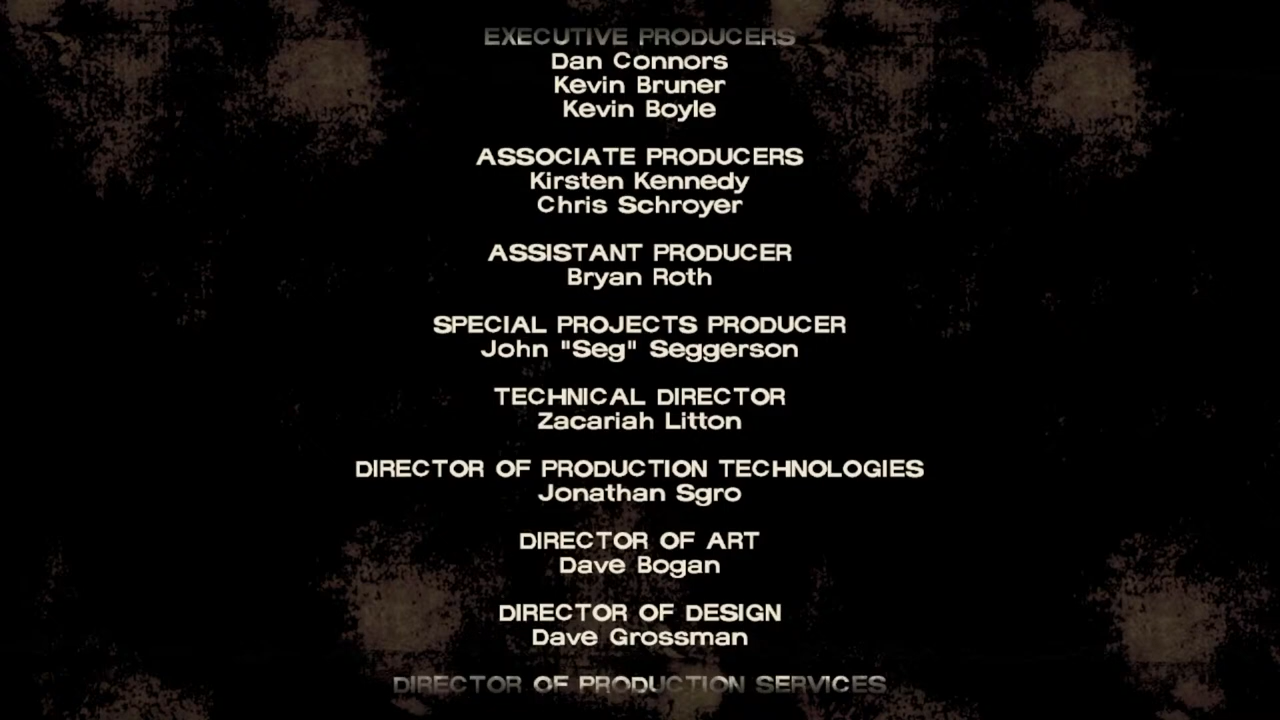 EXECUTIVE PRODUCERS
Dan Connors
Kevin Bruner
Kevin Boyle
ASSOCIATE PRODUCERS
Kirsten Kennedy
Chris Schroyer
ASSISTANT PRODUCER
Bryan Roth
SPECIAL PROJECTS PRODUCER
John "Seg" Seggerson
TECHNICAL DIRECTOR
Zacariah Litton
DIRECTOR OF PRODUCTION TECHNOLOGIES
Jonathan Sgro
DIRECTOR OF ART
Dave Bogan
DIRECTOR OF DESIGN
Dave Grossman
DIRECTOR OF PRODUCTION SERVICES